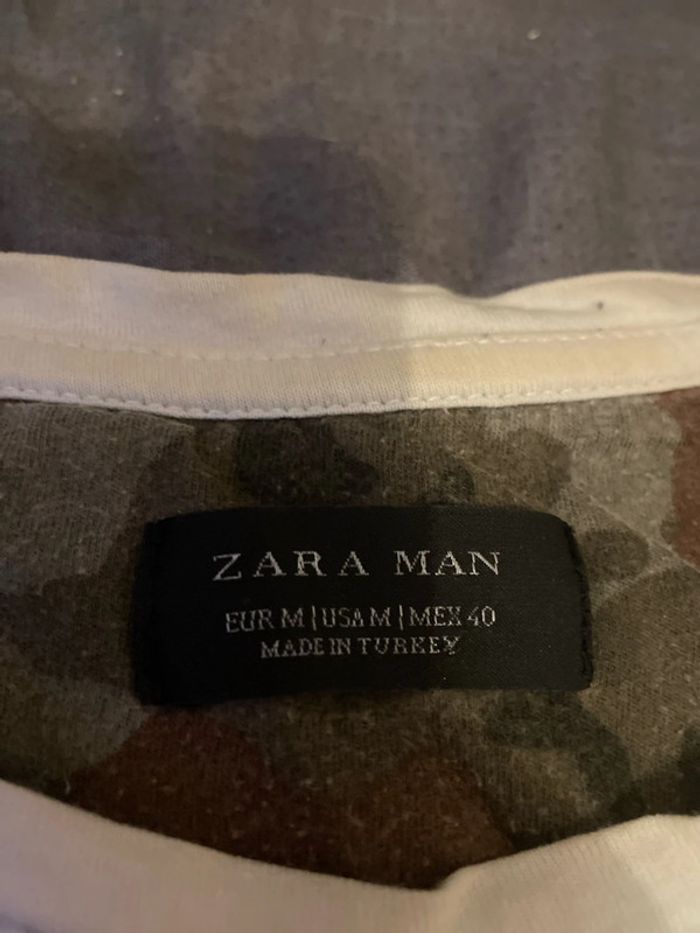 ZARA MAN
EUR M | USA M | MEX 40
MADE IN TURKEY